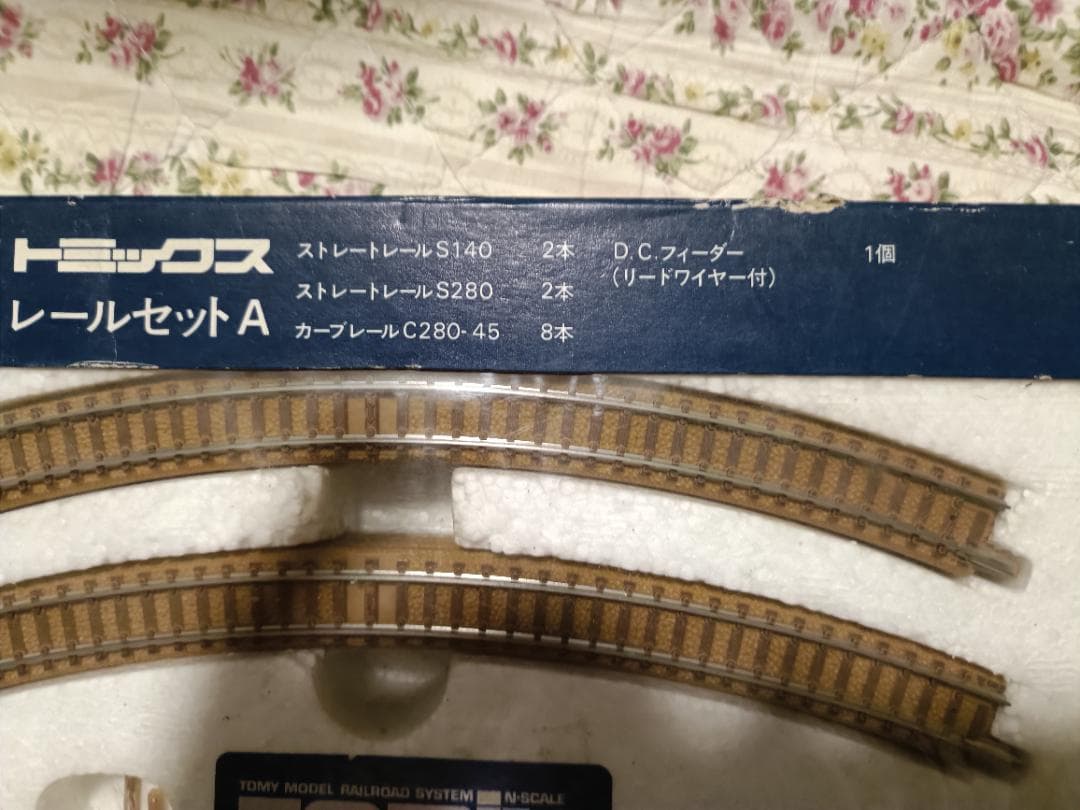 トミックス
レールセットA
ストレートレールS140 2本
ストレートレールS280 2本
カーブレールC280-45 8本
D.C.フィーダー 1個
(リードワイヤー付)
TOMY MODEL RAILROAD SYSTEM N-SCALE